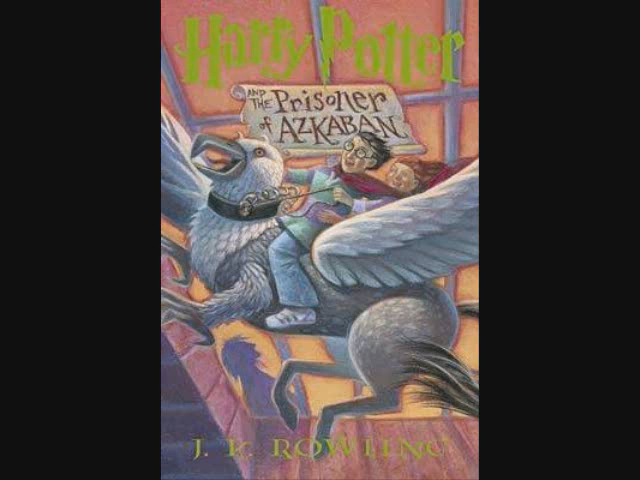 Harry Potter
AND
THE Prisoner
of AZKABAN
J. K. ROWLING